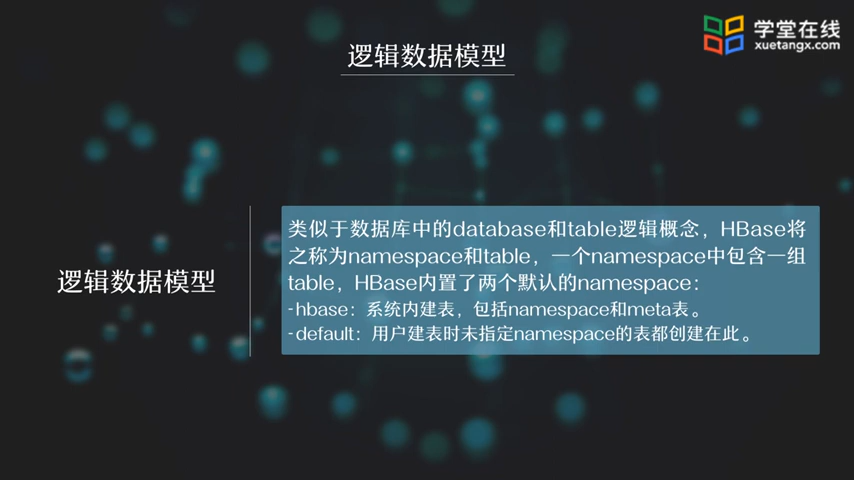 逻辑数据模型
学堂在线
xuetangx.com
逻辑数据模型
类似于数据库中的database和table逻辑概念，HBase将
之称为namespace和table，一个namespace中包含一组
table，HBase内置了两个默认的namespace：
-hbase：系统内建表，包括namespace和meta表。
-default：用户建表时未指定namespace的表都创建在此。